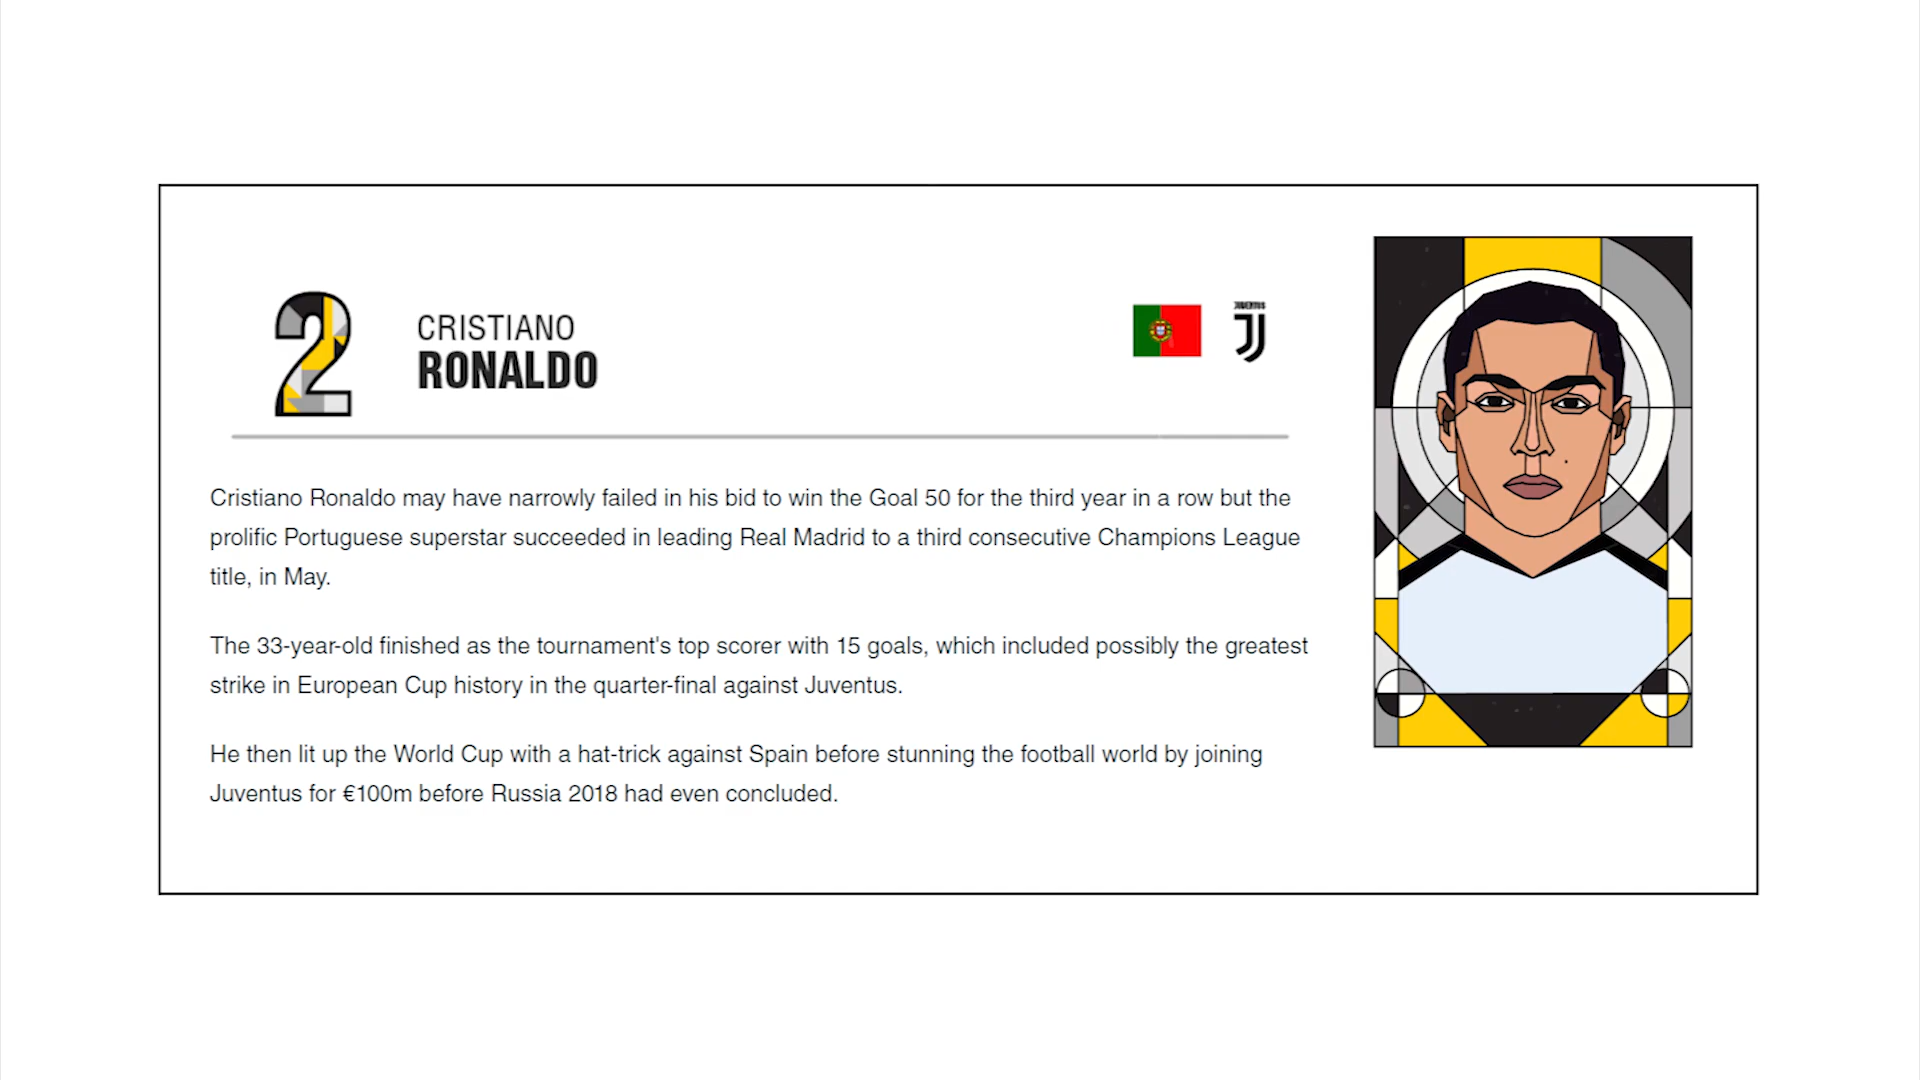 2
CRISTIANO
RONALDO
JUVENTUS
Cristiano Ronaldo may have narrowly failed in his bid to win the Goal 50 for the third year in a row but the
prolific Portuguese superstar succeeded in leading Real Madrid to a third consecutive Champions League
title, in May.
The 33-year-old finished as the tournament's top scorer with 15 goals, which included possibly the greatest
strike in European Cup history in the quarter-final against Juventus.
He then lit up the World Cup with a hat-trick against Spain before stunning the football world by joining
Juventus for €100m before Russia 2018 had even concluded.